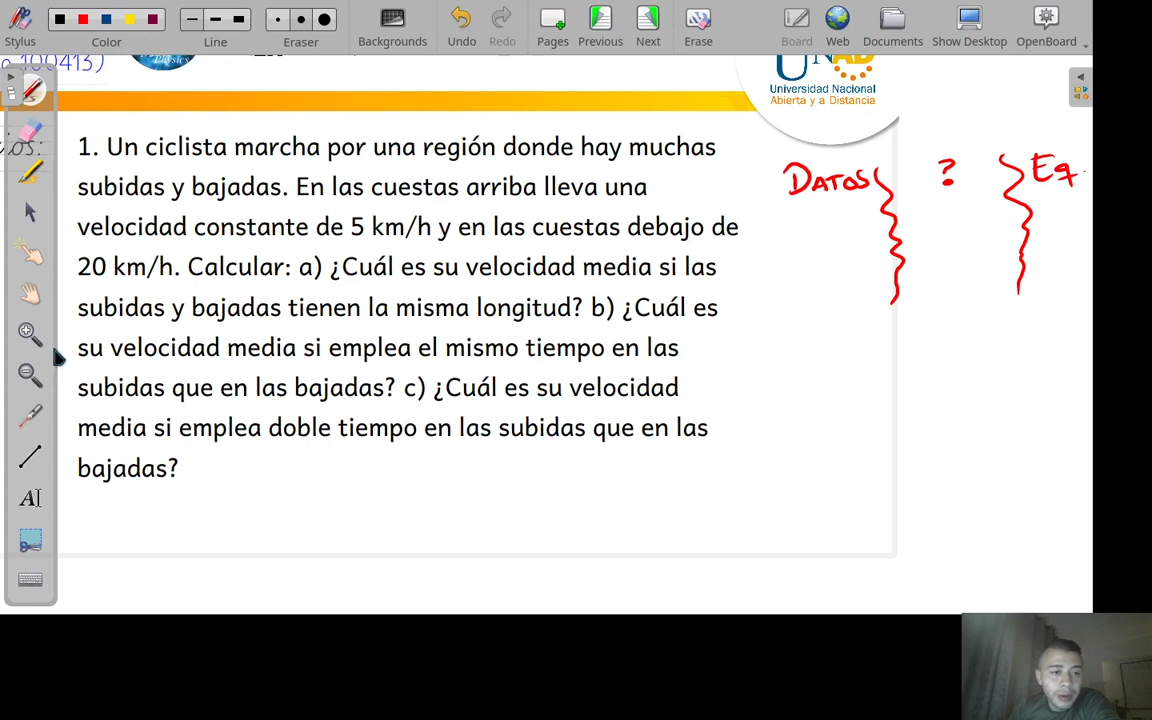 Stylus
Color
Line
Eraser
Backgrounds
Undo
Redo
Pages
Previous
Next
Erase
Board
Web
Documents
Show Desktop
OpenBoard
100413)
Physics
Universidad Nacional
Abierta y a Distancia
ios:
1. Un ciclista marcha por una región donde hay muchas
subidas y bajadas. En las cuestas arriba lleva una
velocidad constante de 5 km/h y en las cuestas debajo de
20 km/h. Calcular: a) ¿Cuál es su velocidad media si las
subidas y bajadas tienen la misma longitud? b) ¿Cuál es
su velocidad media si emplea el mismo tiempo en las
subidas que en las bajadas? c) ¿Cuál es su velocidad
media si emplea doble tiempo en las subidas que en las
bajadas?
DATOS
?
Eq.